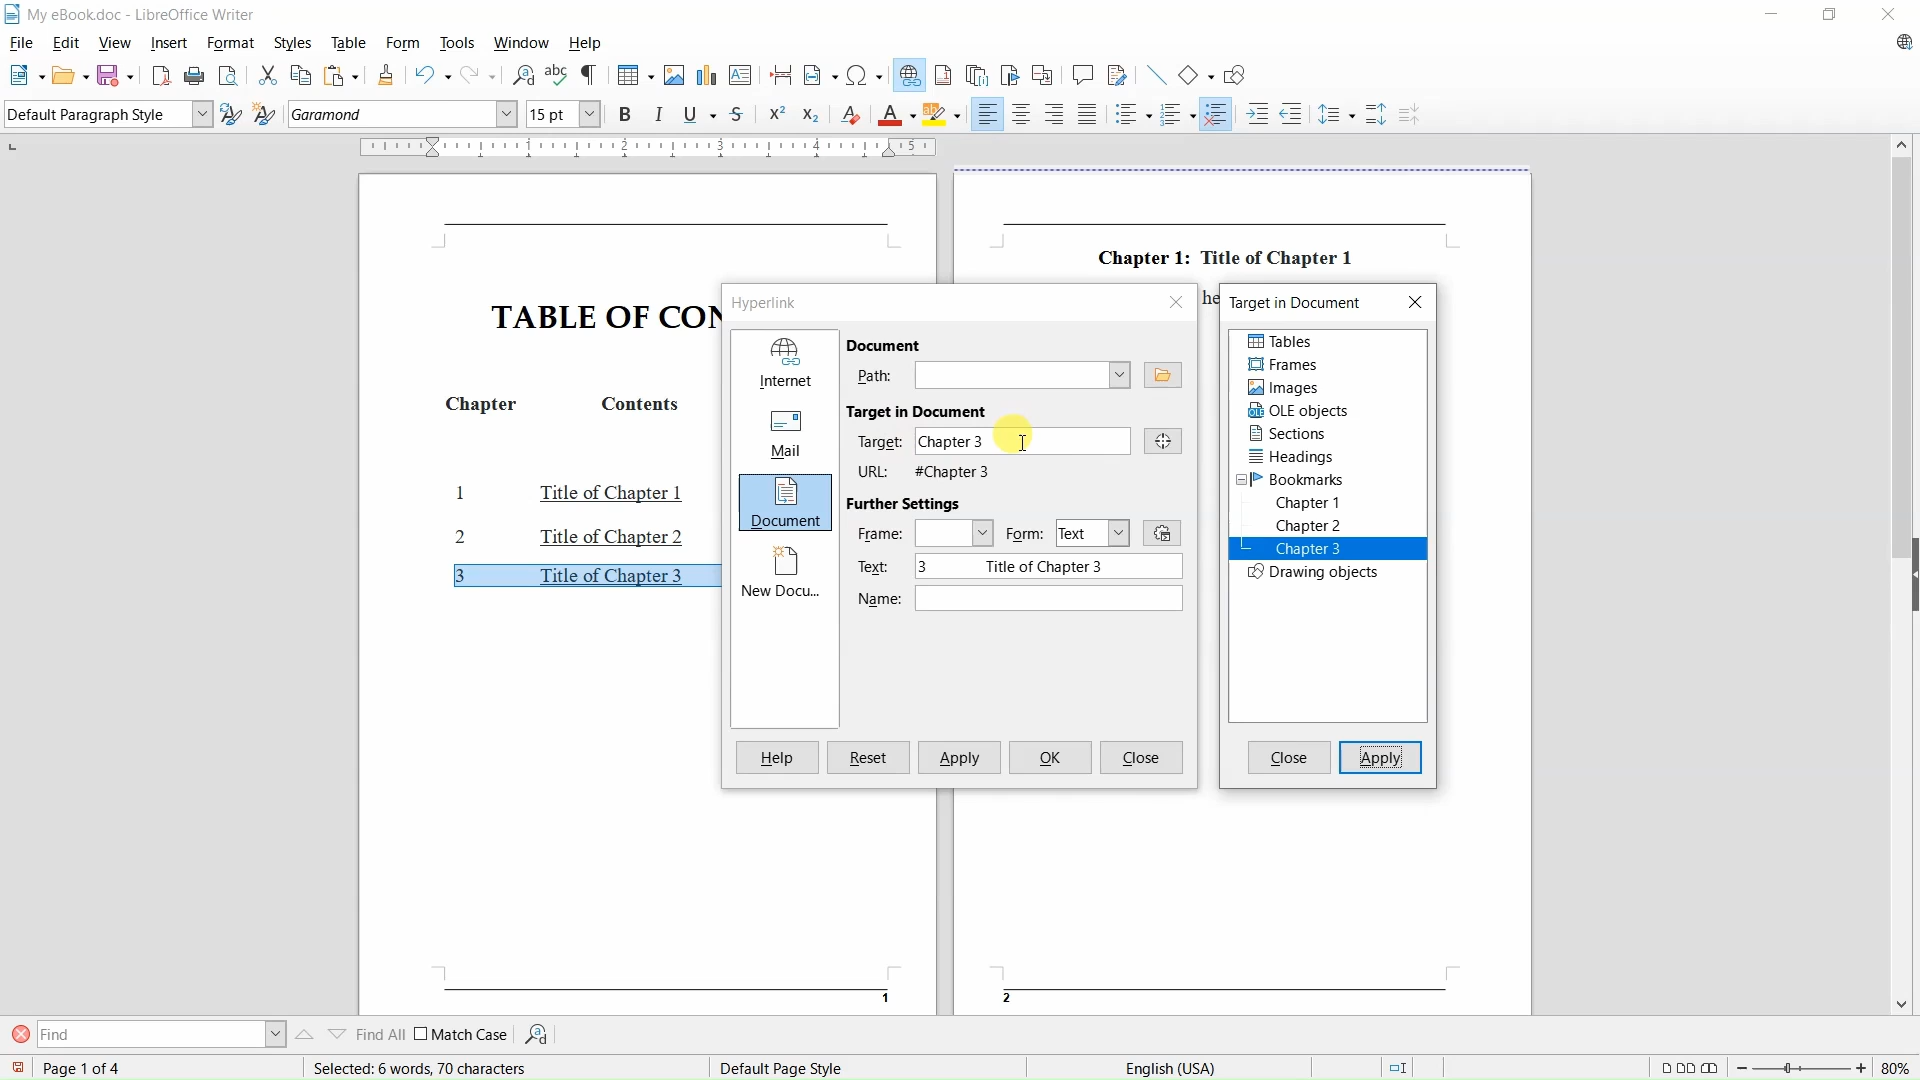 My eBook.doc - LibreOffice Writer
File Edit View Insert Format Styles Table Form Tools Window Help
Default Paragraph Style Garamond 15 pt
1 2 3 4 5
TABLE OF CON
Chapter Contents
1 Title of Chapter 1
2 Title of Chapter 2
3 Title of Chapter 3
1
Chapter 1: Title of Chapter 1
he
2
Hyperlink
Internet
Mail
Document
New Docu...
Document
Path:
Target in Document
Target: Chapter 3
URL: #Chapter 3
Further Settings
Frame: Form: Text
Text: 3 Title of Chapter 3
Name:
Help Reset Apply OK Close
Target in Document
Tables
Frames
Images
OLE objects
Sections
Headings
Bookmarks
Chapter 1
Chapter 2
Chapter 3
Drawing objects
Close Apply
Find Find All Match Case
Page 1 of 4 Selected: 6 words, 70 characters Default Page Style English (USA) 80%